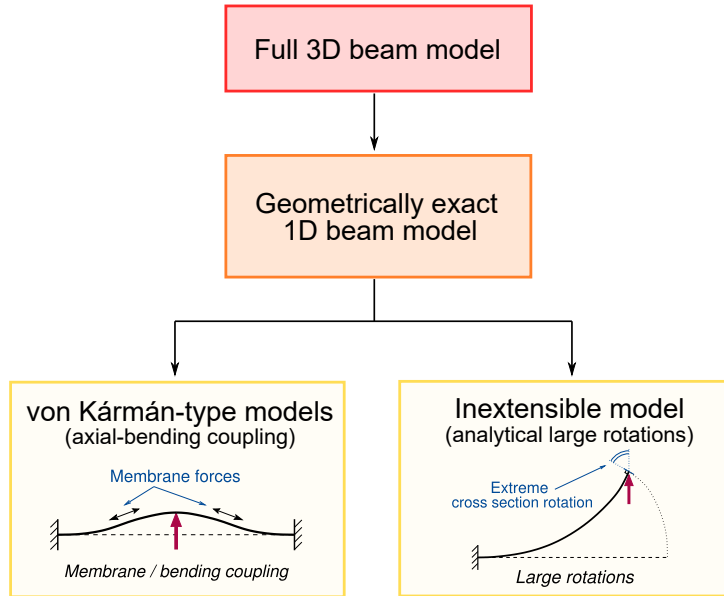 Full 3D beam model
Geometrically exact
1D beam model
von Kármán-type models
(axial-bending coupling)
Membrane forces
Membrane / bending coupling
Inextensible model
(analytical large rotations)
Extreme
cross section rotation
Large rotations